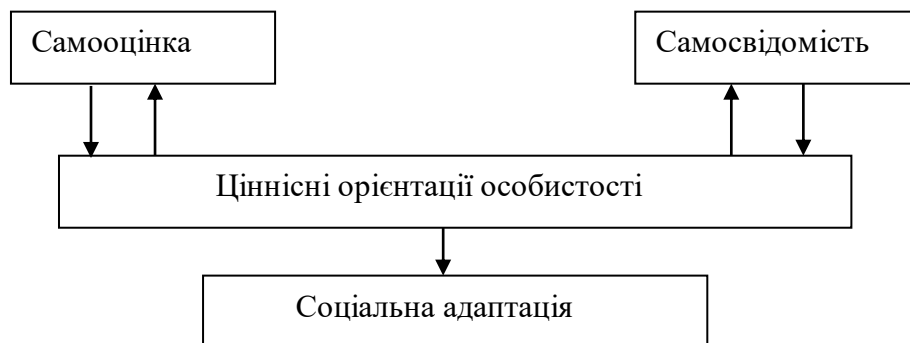 Самооцінка
Самосвідомість
Ціннісні орієнтації особистості
Соціальна адаптація